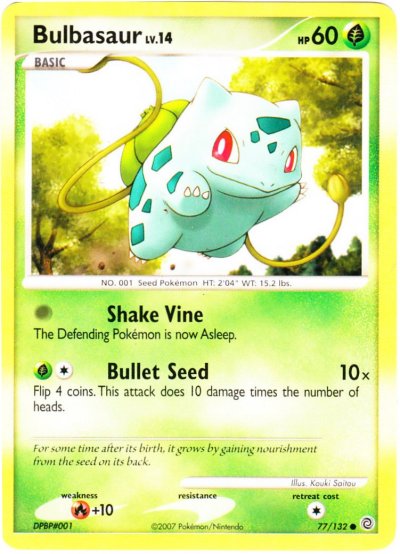 Bulbasaur LV.14 HP 60
BASIC
NO. 001 Seed Pokémon HT: 2'04" WT: 15.2 lbs.
Shake Vine
The Defending Pokémon is now Asleep.
Bullet Seed 10x
Flip 4 coins. This attack does 10 damage times the number of
heads.
For some time after its birth, it grows by gaining nourishment
from the seed on its back.
Illus. Kouki Saitou
weakness resistance retreat cost
+10
DPBP#001 ©2007 Pokémon/Nintendo 77/132